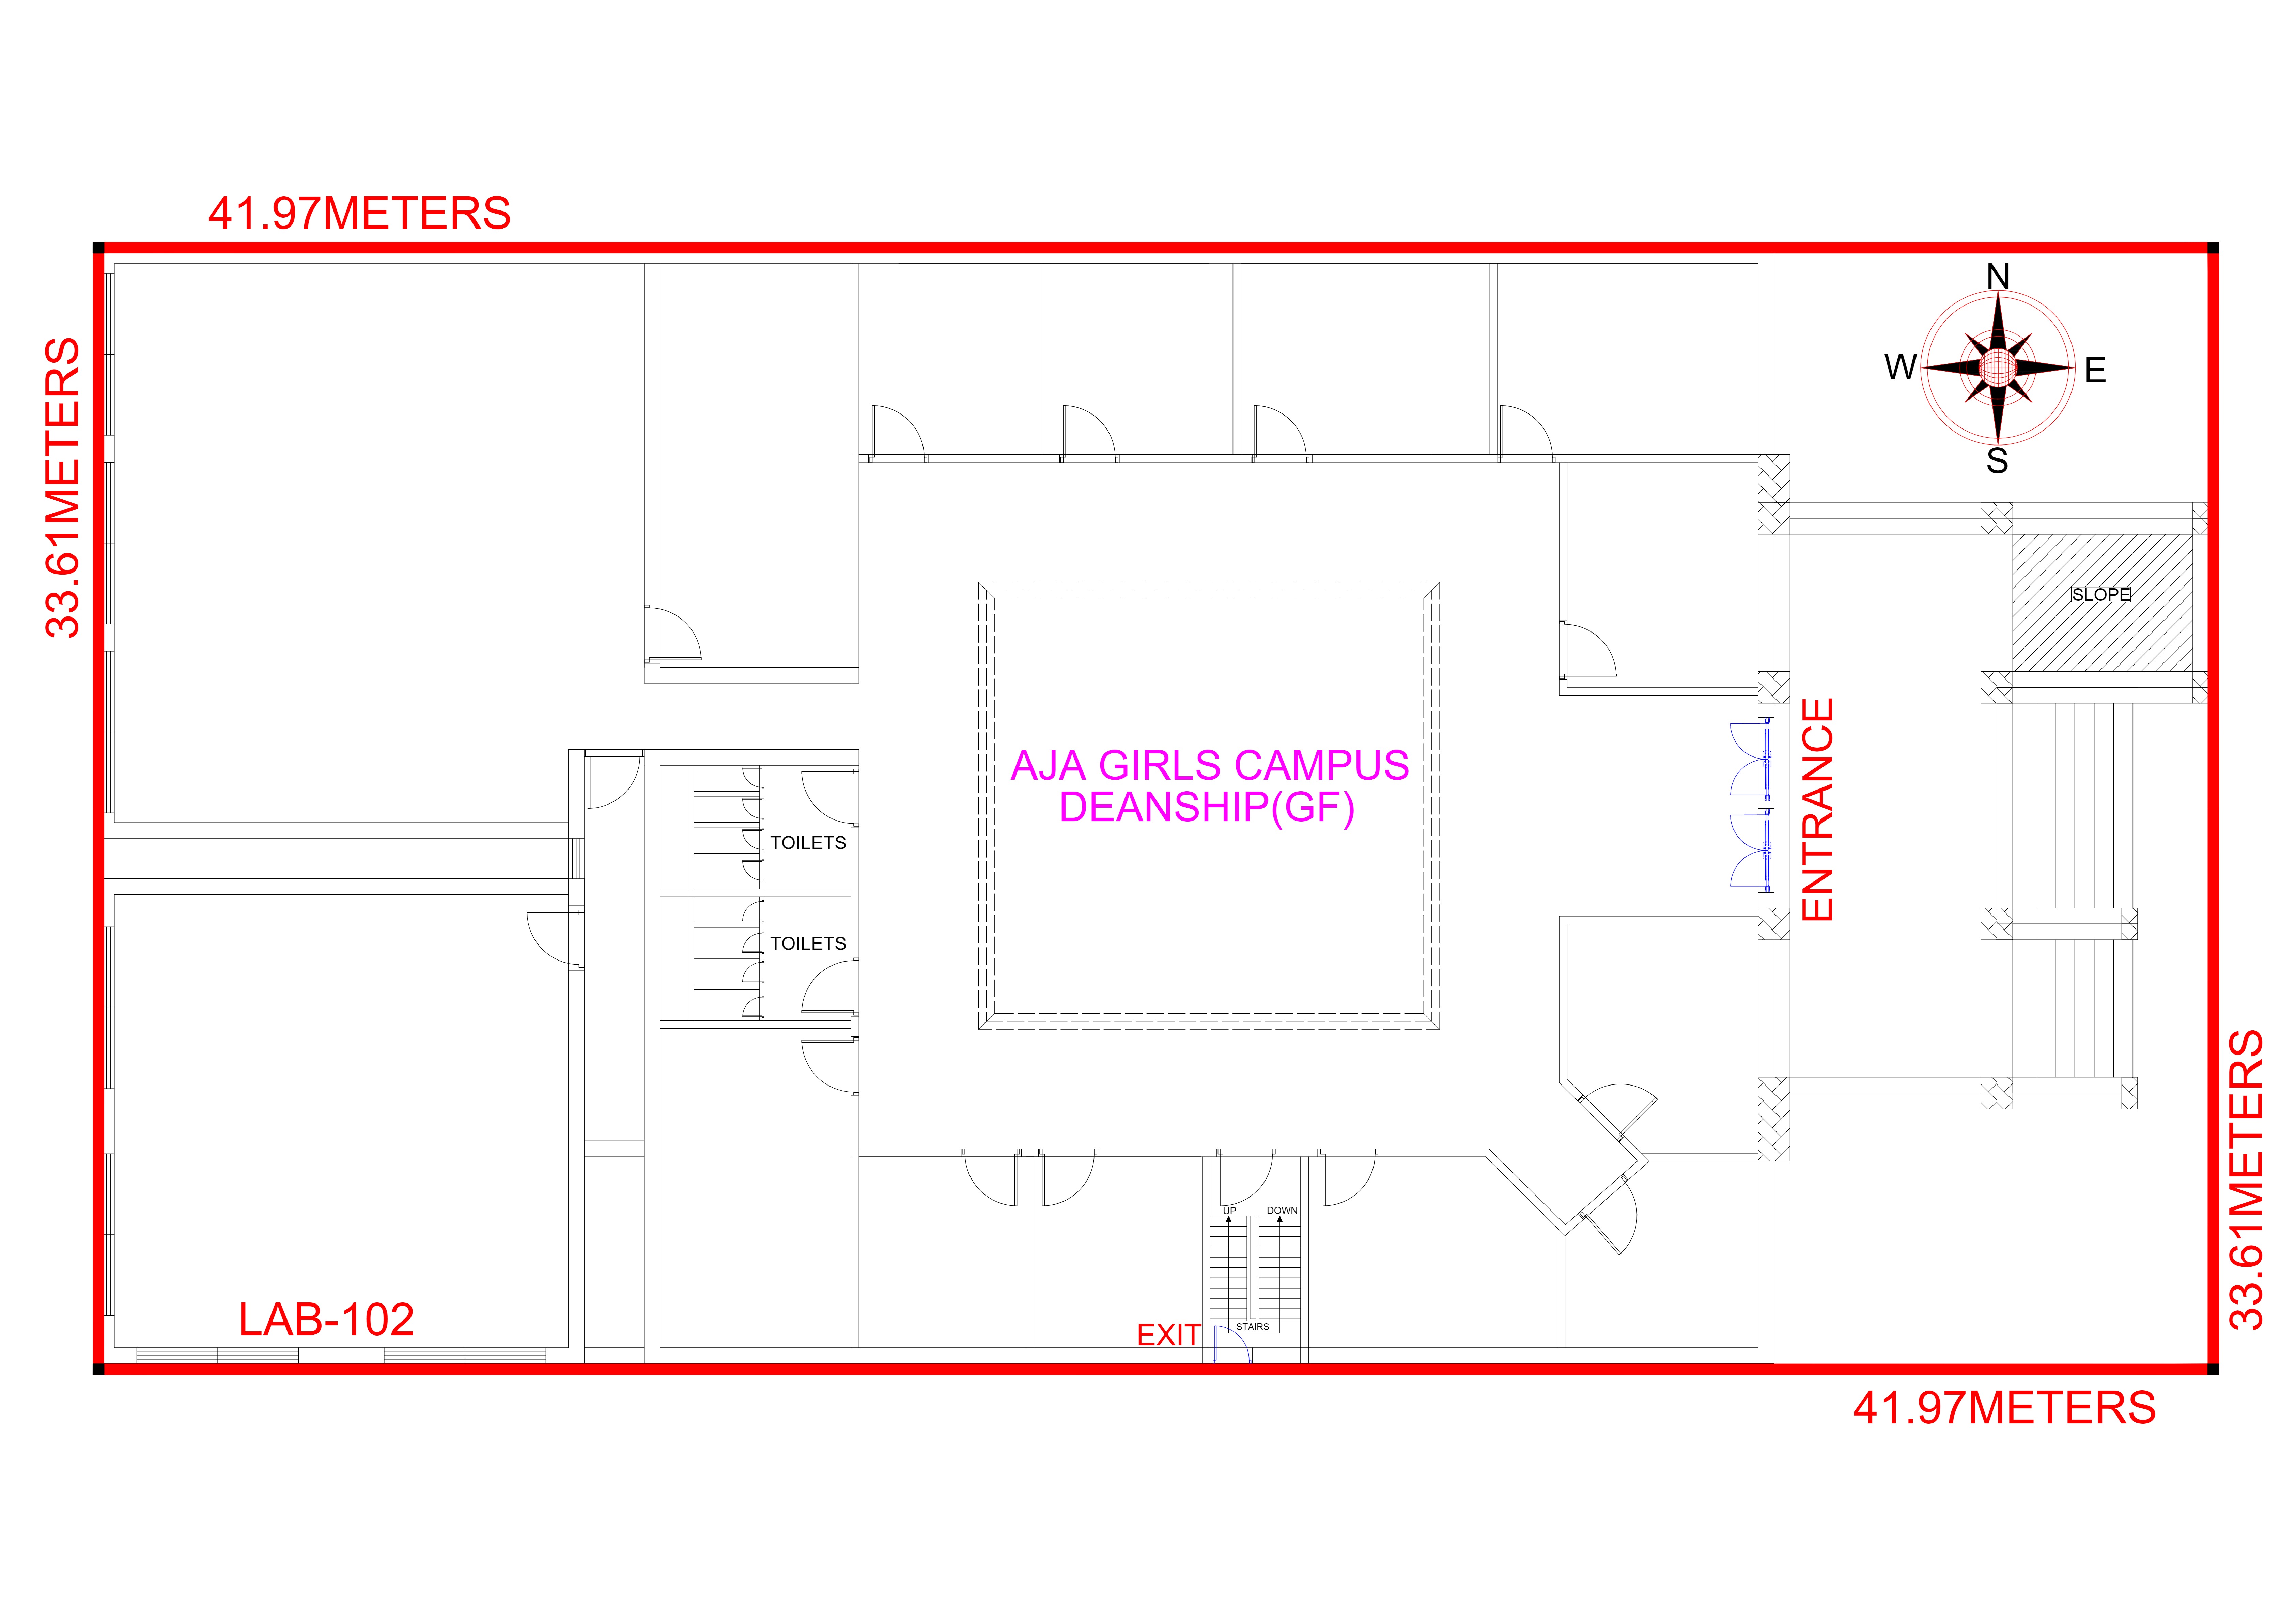 41.97METERS
33.61METERS
N
W
E
S
SLOPE
ENTRANCE
AJA GIRLS CAMPUS
DEANSHIP(GF)
TOILETS
TOILETS
UP
DOWN
STAIRS
EXIT
LAB-102
33.61METERS
41.97METERS